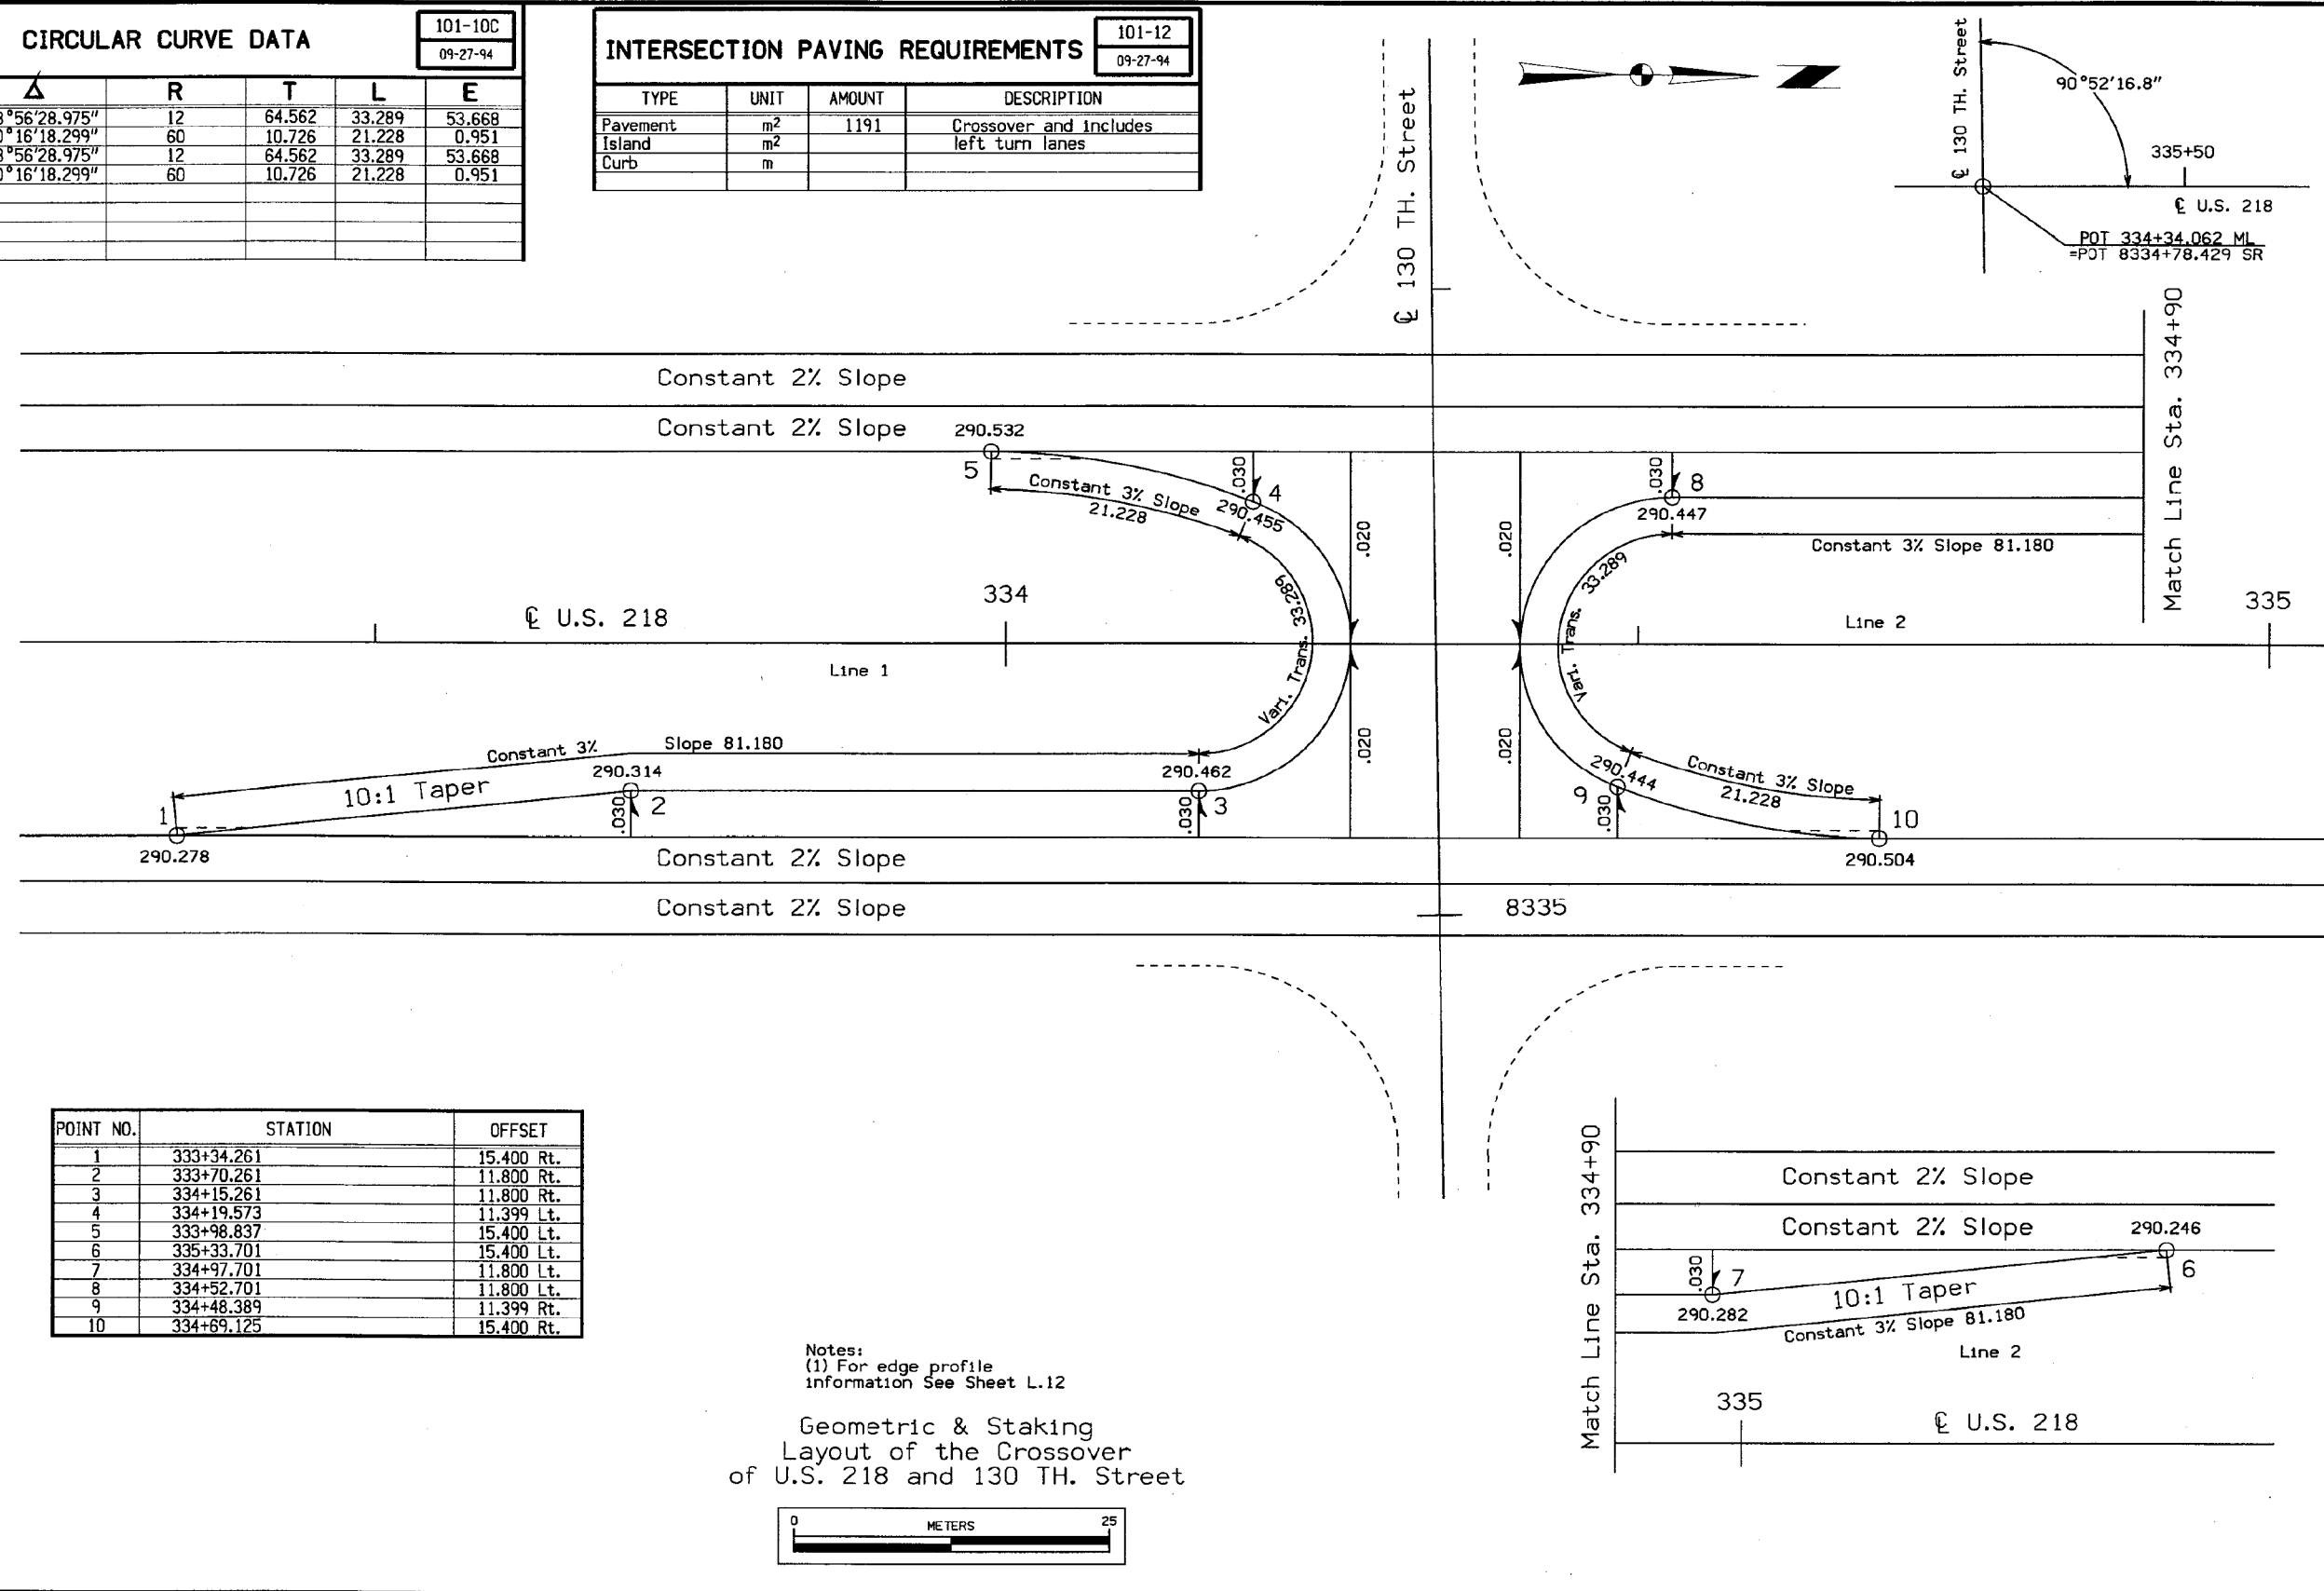 CIRCULAR CURVE DATA
101-10C
09-27-94
Δ R T L E
°56'28.975" 12 64.562 33.289 53.668
°16'18.299" 60 10.726 21.228 0.951
°56'28.975" 12 64.562 33.289 53.668
°16'18.299" 60 10.726 21.228 0.951
INTERSECTION PAVING REQUIREMENTS
101-12
09-27-94
TYPE UNIT AMOUNT DESCRIPTION
Pavement m² 1191 Crossover and includes
Island m² left turn lanes
Curb m
℄ 130 TH. Street
℄ 130 TH. Street
90°52'16.8"
335+50
℄ U.S. 218
POT 334+34.062 ML
=POT 8334+78.429 SR
Match Line Sta. 334+90
Constant 2% Slope
Constant 2% Slope
290.532
5
Constant 3% Slope
21.228
.030
4
290.455
.020
.020
.030
8
290.447
Constant 3% Slope 81.180
Vari. Trans. 33.289
Vari. Trans. 33.289
334
℄ U.S. 218
Line 1
Line 2
335
Constant 3% Slope 81.180
10:1 Taper
1
290.278
290.314
.030
2
290.462
.030
3
.020
.020
290.444
9
.030
Constant 3% Slope
21.228
10
290.504
Constant 2% Slope
Constant 2% Slope
8335
POINT NO. STATION OFFSET
1 333+34.261 15.400 Rt.
2 333+70.261 11.800 Rt.
3 334+15.261 11.800 Rt.
4 334+19.573 11.399 Lt.
5 333+98.837 15.400 Lt.
6 335+33.701 15.400 Lt.
7 334+97.701 11.800 Lt.
8 334+52.701 11.800 Lt.
9 334+48.389 11.399 Rt.
10 334+69.125 15.400 Rt.
Match Line Sta. 334+90
Constant 2% Slope
Constant 2% Slope
290.246
.030
7
6
290.282
10:1 Taper
Constant 3% Slope 81.180
Line 2
335
℄ U.S. 218
Notes:
(1) For edge profile
information See Sheet L.12
Geometric & Staking
Layout of the Crossover
of U.S. 218 and 130 TH. Street
0 METERS 25